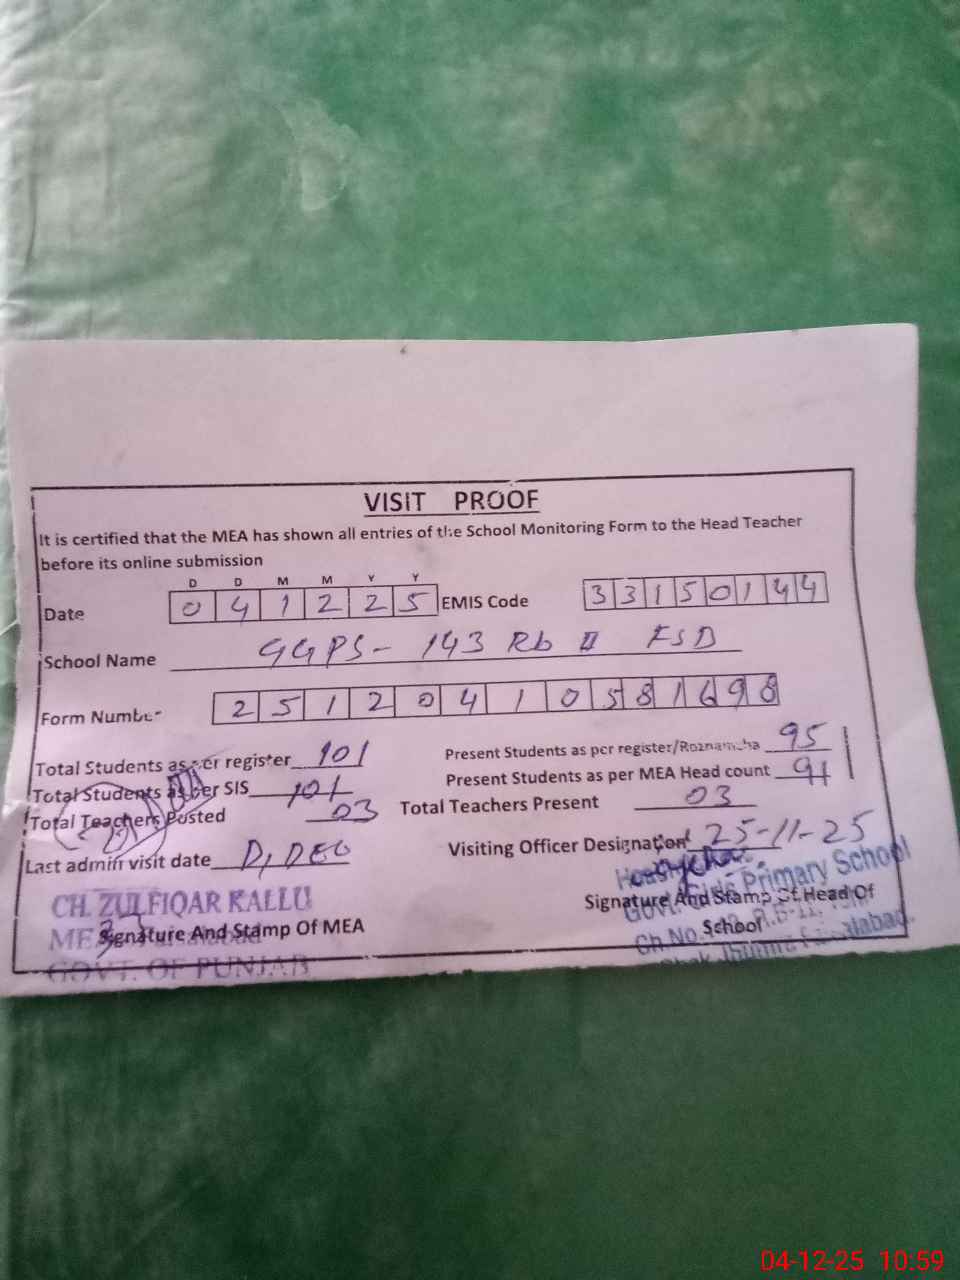 VISIT PROOF
It is certified that the MEA has shown all entries of the School Monitoring Form to the Head Teacher
before its online submission
D D M M Y Y
Date 0 4 1 2 2 5 EMIS Code 3 3 1 5 0 1 4 4
School Name GGPS- 143 Rb II FSD
Form Number 2 5 1 2 0 4 1 0 5 8 1 6 9 8
Total Students as per register 101 Present Students as per register/Roznamcha 95
Total Students as per SIS 101 Present Students as per MEA Head count 91
Total Teachers Posted 03 Total Teachers Present 03
Last admin visit date D, DEO Visiting Officer Designation 25-11-25
CH. ZULFIQAR KALLU
MEA
Signature And Stamp Of MEA
GOVT. OF PUNJAB
Govt. Girls Primary School
Signature And Stamp Of Head Of
School
Ch.No.
04-12-25 10:59